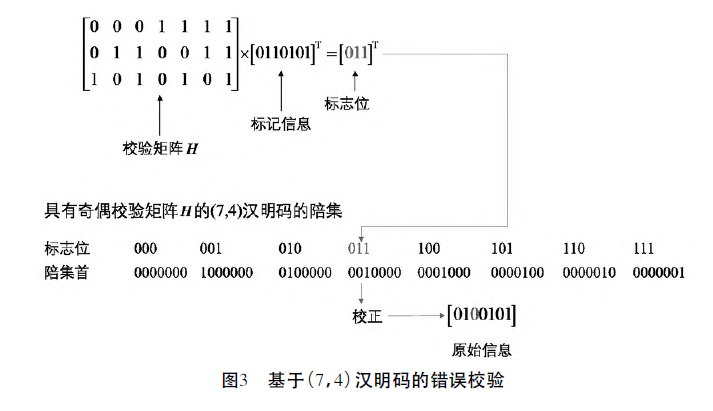 0 0 0 1 1 1 1
0 1 1 0 0 1 1 ×[0110101]ᵀ=[011]ᵀ
1 0 1 0 1 0 1
标志位
标记信息
校验矩阵H
具有奇偶校验矩阵H的(7,4)汉明码的陪集
标志位 000 001 010 011 100 101 110 111
陪集首 0000000 1000000 0100000 0010000 0001000 0000100 0000010 0000001
校正 [0100101]
原始信息
图3 基于(7,4)汉明码的错误校验